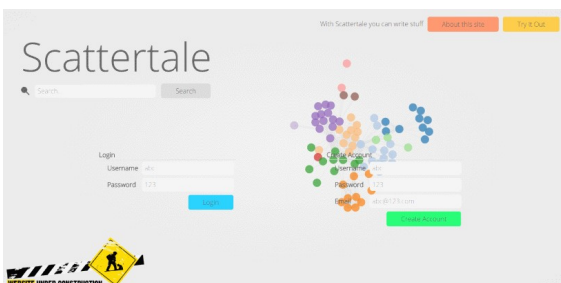 With Scattertale you can write stuff
About this site
Try It Out
Scattertale
Search...
Search
Login
Username abc
Password 123
Login
Create Account
Username abc
Password 123
Email abc@123.com
Create Account
WEBSITE UNDER CONSTRUCTION